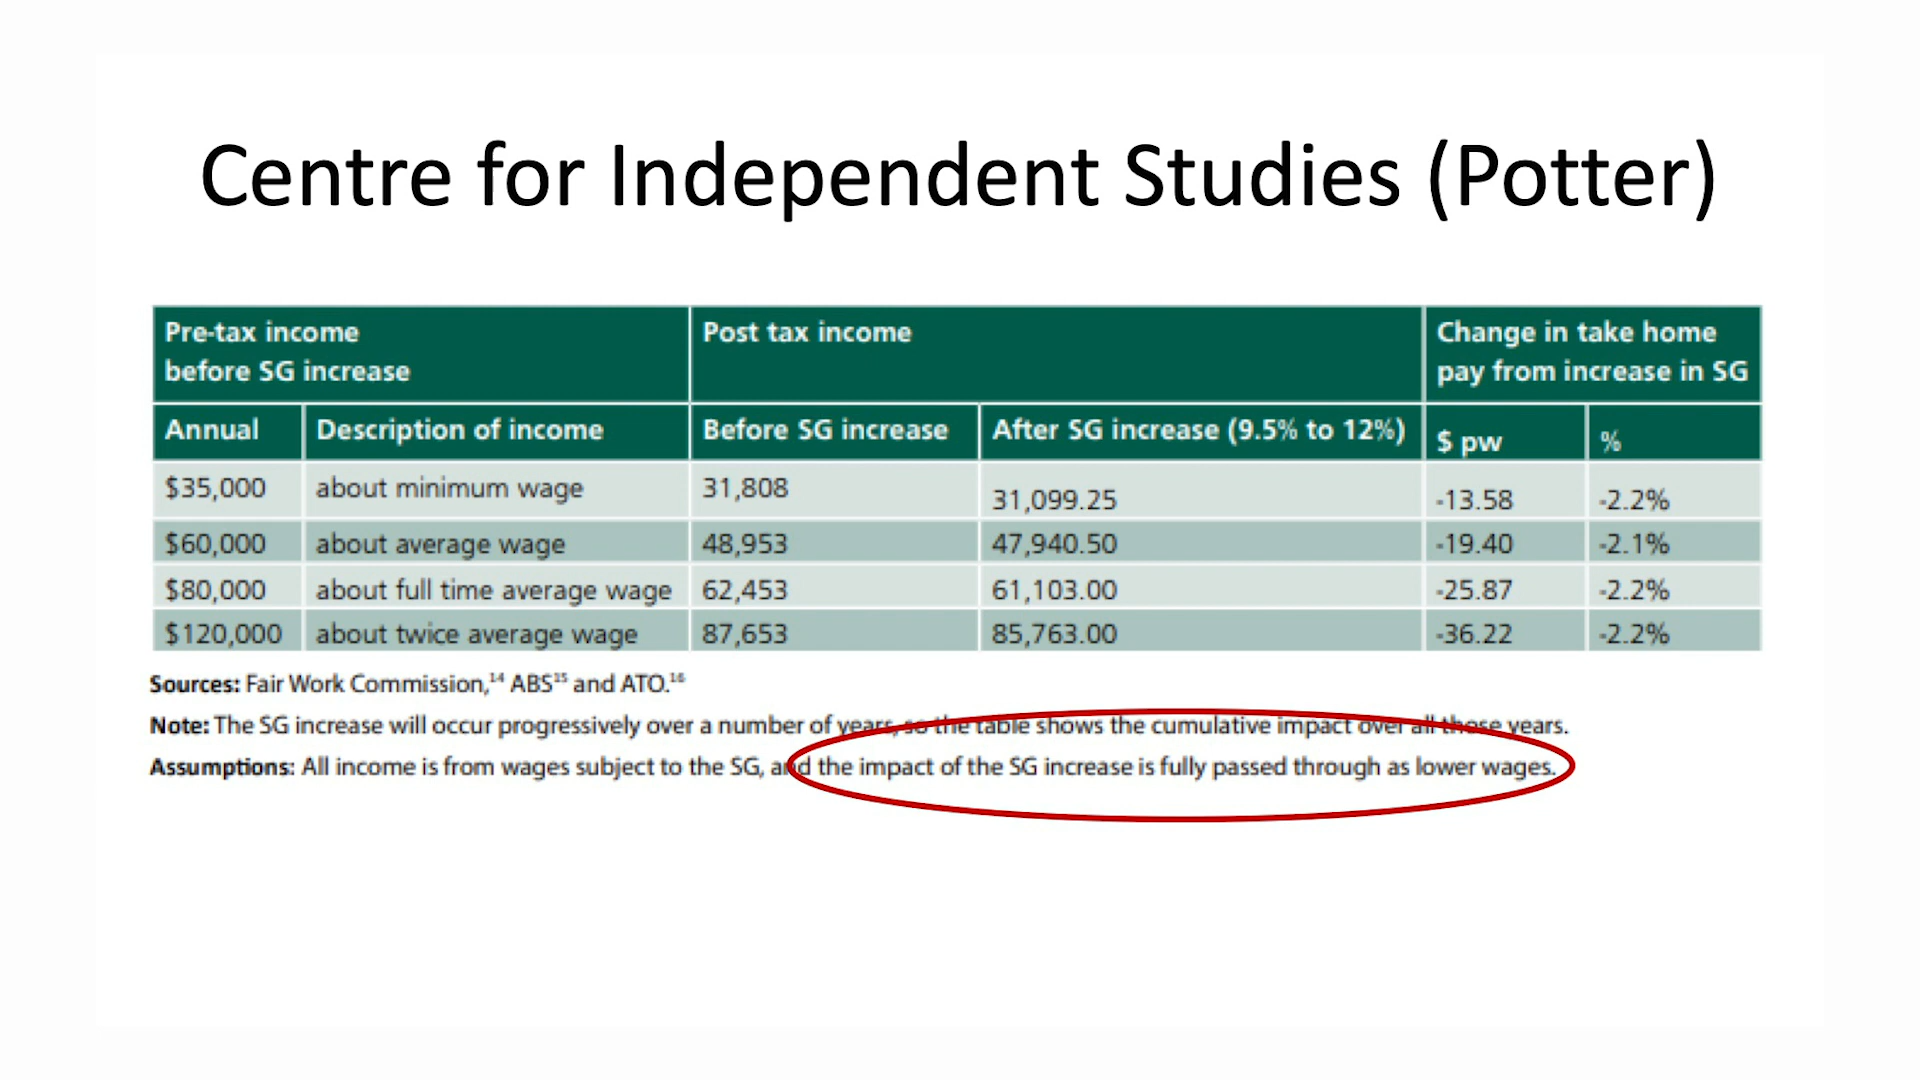 Centre for Independent Studies (Potter)
Pre-tax income before SG increase Post tax income Change in take home pay from increase in SG
Annual Description of income Before SG increase After SG increase (9.5% to 12%) $ pw %
$35,000 about minimum wage 31,808 31,099.25 -13.58 -2.2%
$60,000 about average wage 48,953 47,940.50 -19.40 -2.1%
$80,000 about full time average wage 62,453 61,103.00 -25.87 -2.2%
$120,000 about twice average wage 87,653 85,763.00 -36.22 -2.2%
Sources: Fair Work Commission,¹⁴ ABS¹⁵ and ATO.¹⁶
Note: The SG increase will occur progressively over a number of years, so the table shows the cumulative impact over all those years.
Assumptions: All income is from wages subject to the SG, and the impact of the SG increase is fully passed through as lower wages.